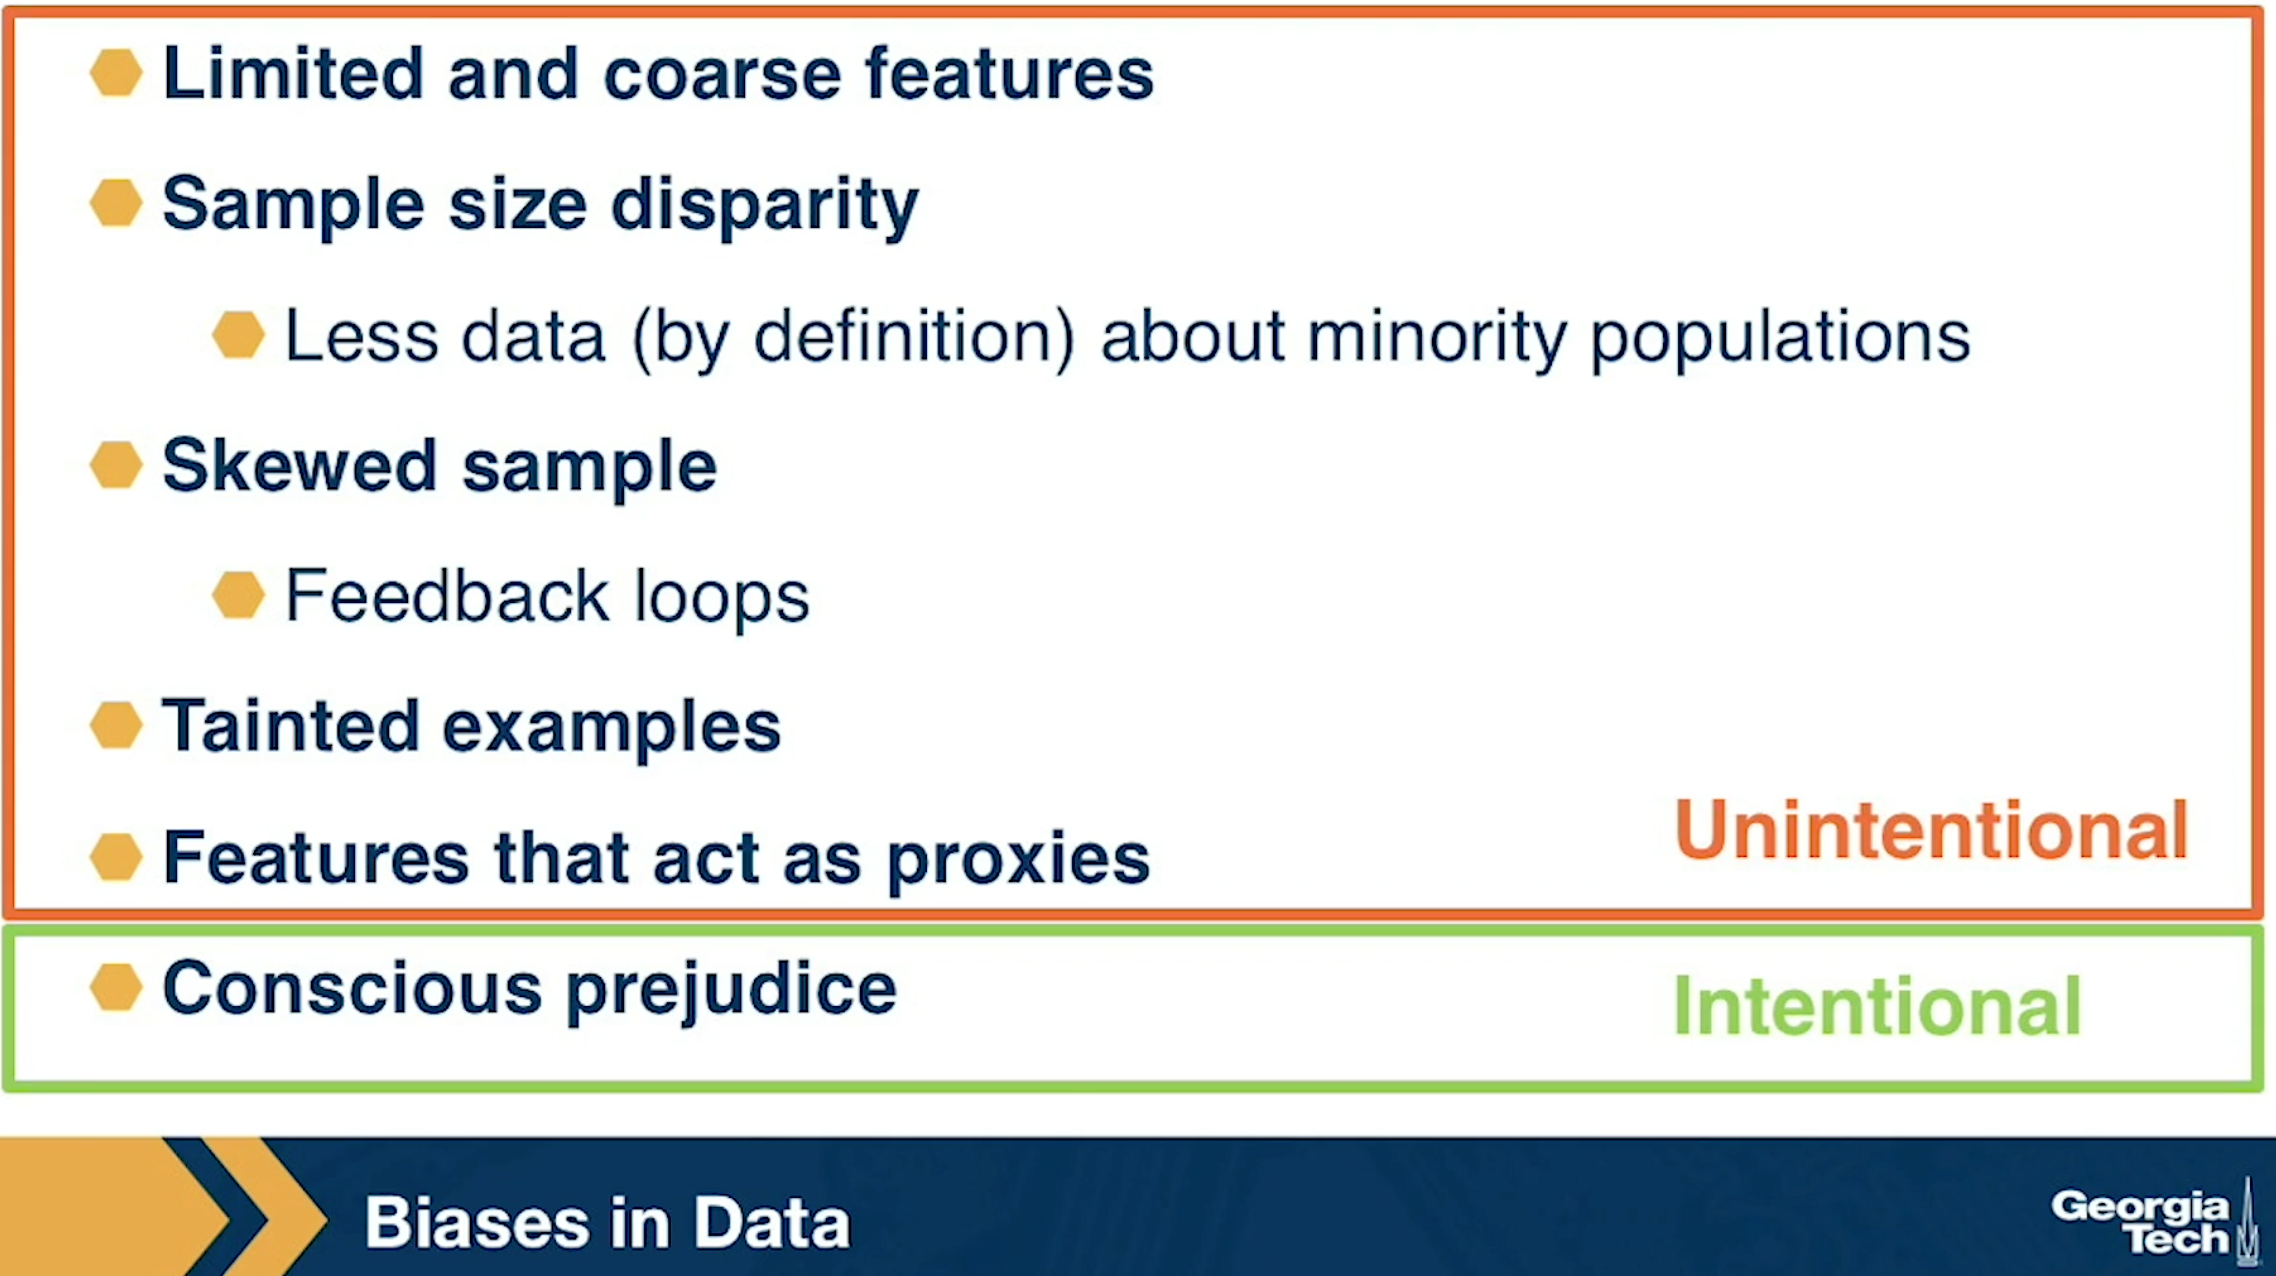 Limited and coarse features
Sample size disparity
Less data (by definition) about minority populations
Skewed sample
Feedback loops
Tainted examples
Features that act as proxies
Unintentional
Conscious prejudice
Intentional
Biases in Data
Georgia
Tech